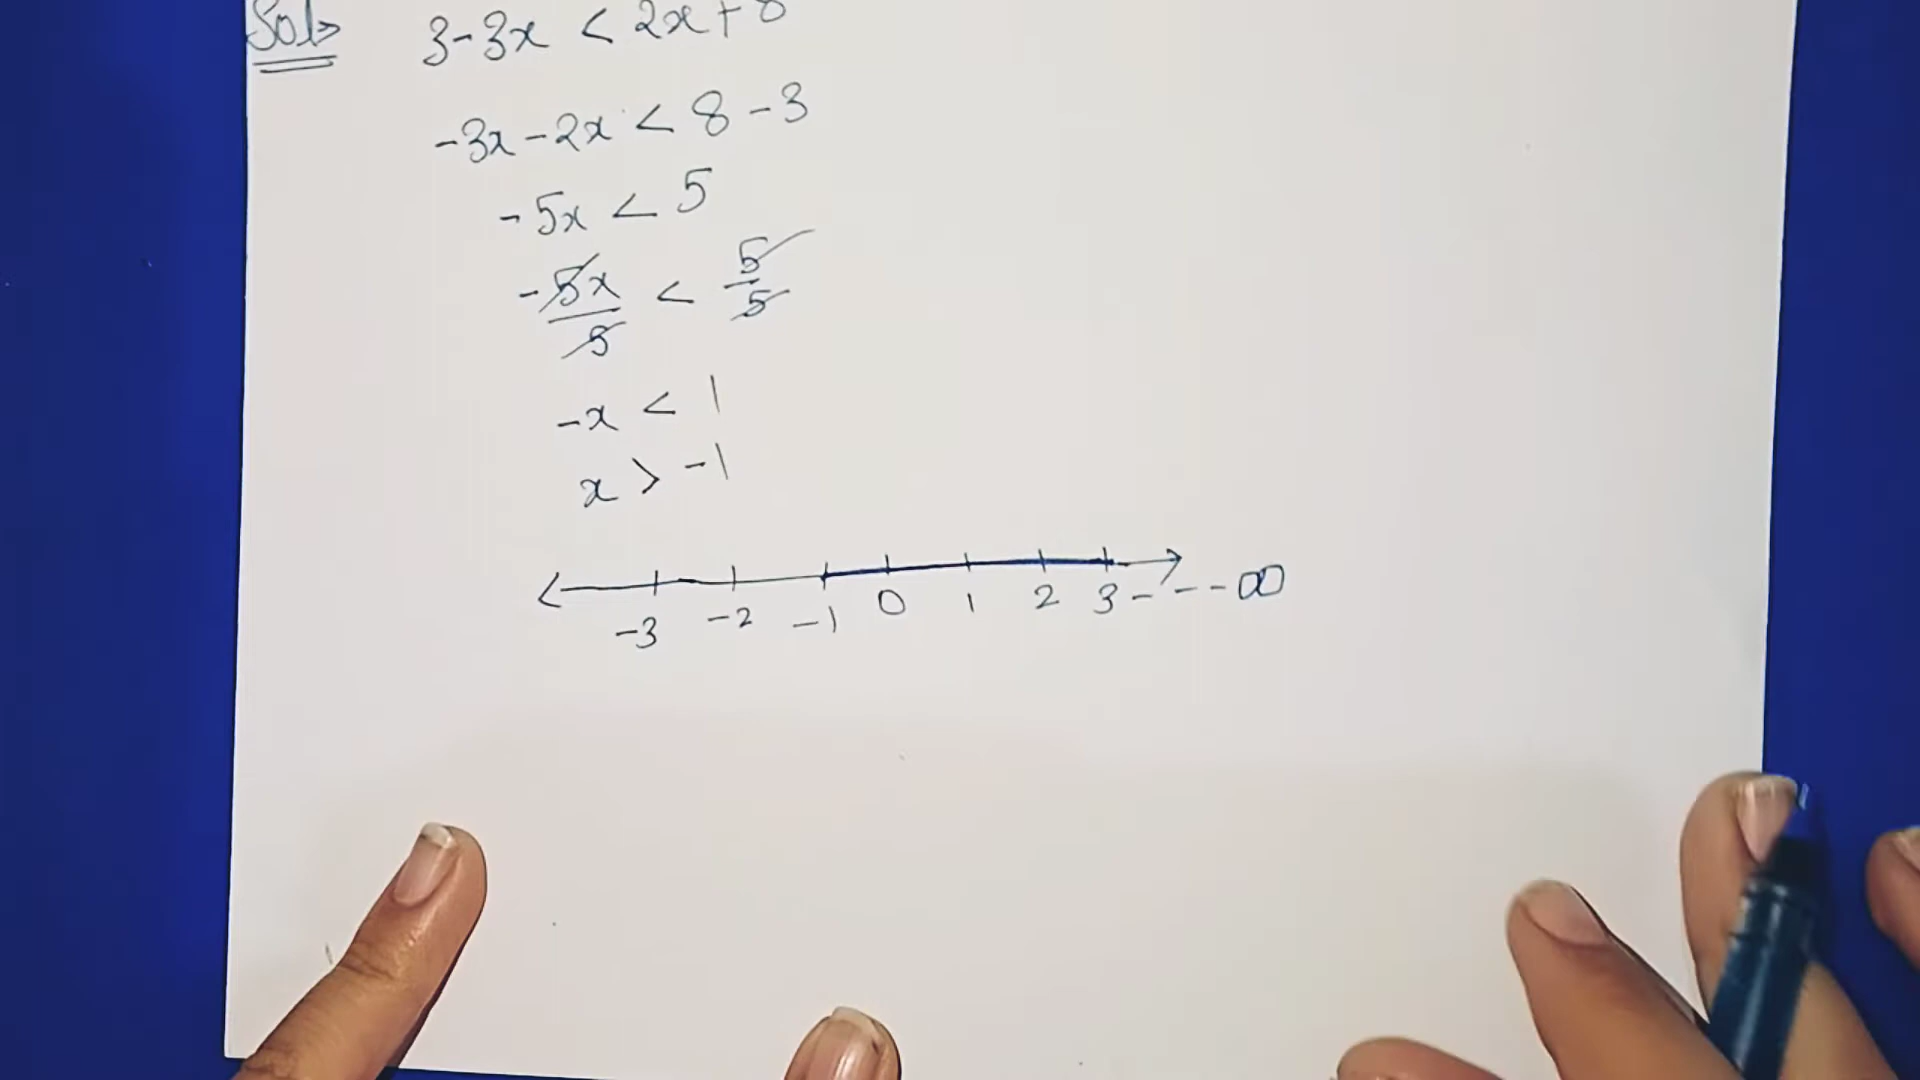 Sol
3-3x < 2x+8
-3x-2x < 8-3
-5x < 5
-5x/5 < 5/5
-x < 1
x > -1
-3 -2 -1 0 1 2 3 - - - ∞